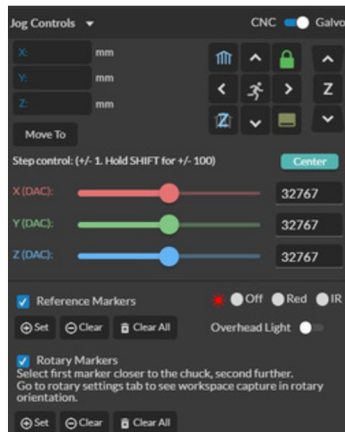 Jog Controls
CNC Galvo
X: mm
Y: mm
Z: mm
Z
Z
Move To
Step control: (+/- 1. Hold SHIFT for +/- 100)
Center
X (DAC): 32767
Y (DAC): 32767
Z (DAC): 32767
Reference Markers
Off Red IR
Set Clear Clear All
Overhead Light
Rotary Markers
Select first marker closer to the chuck, second further.
Go to rotary settings tab to see workspace capture in rotary
orientation.
Set Clear Clear All